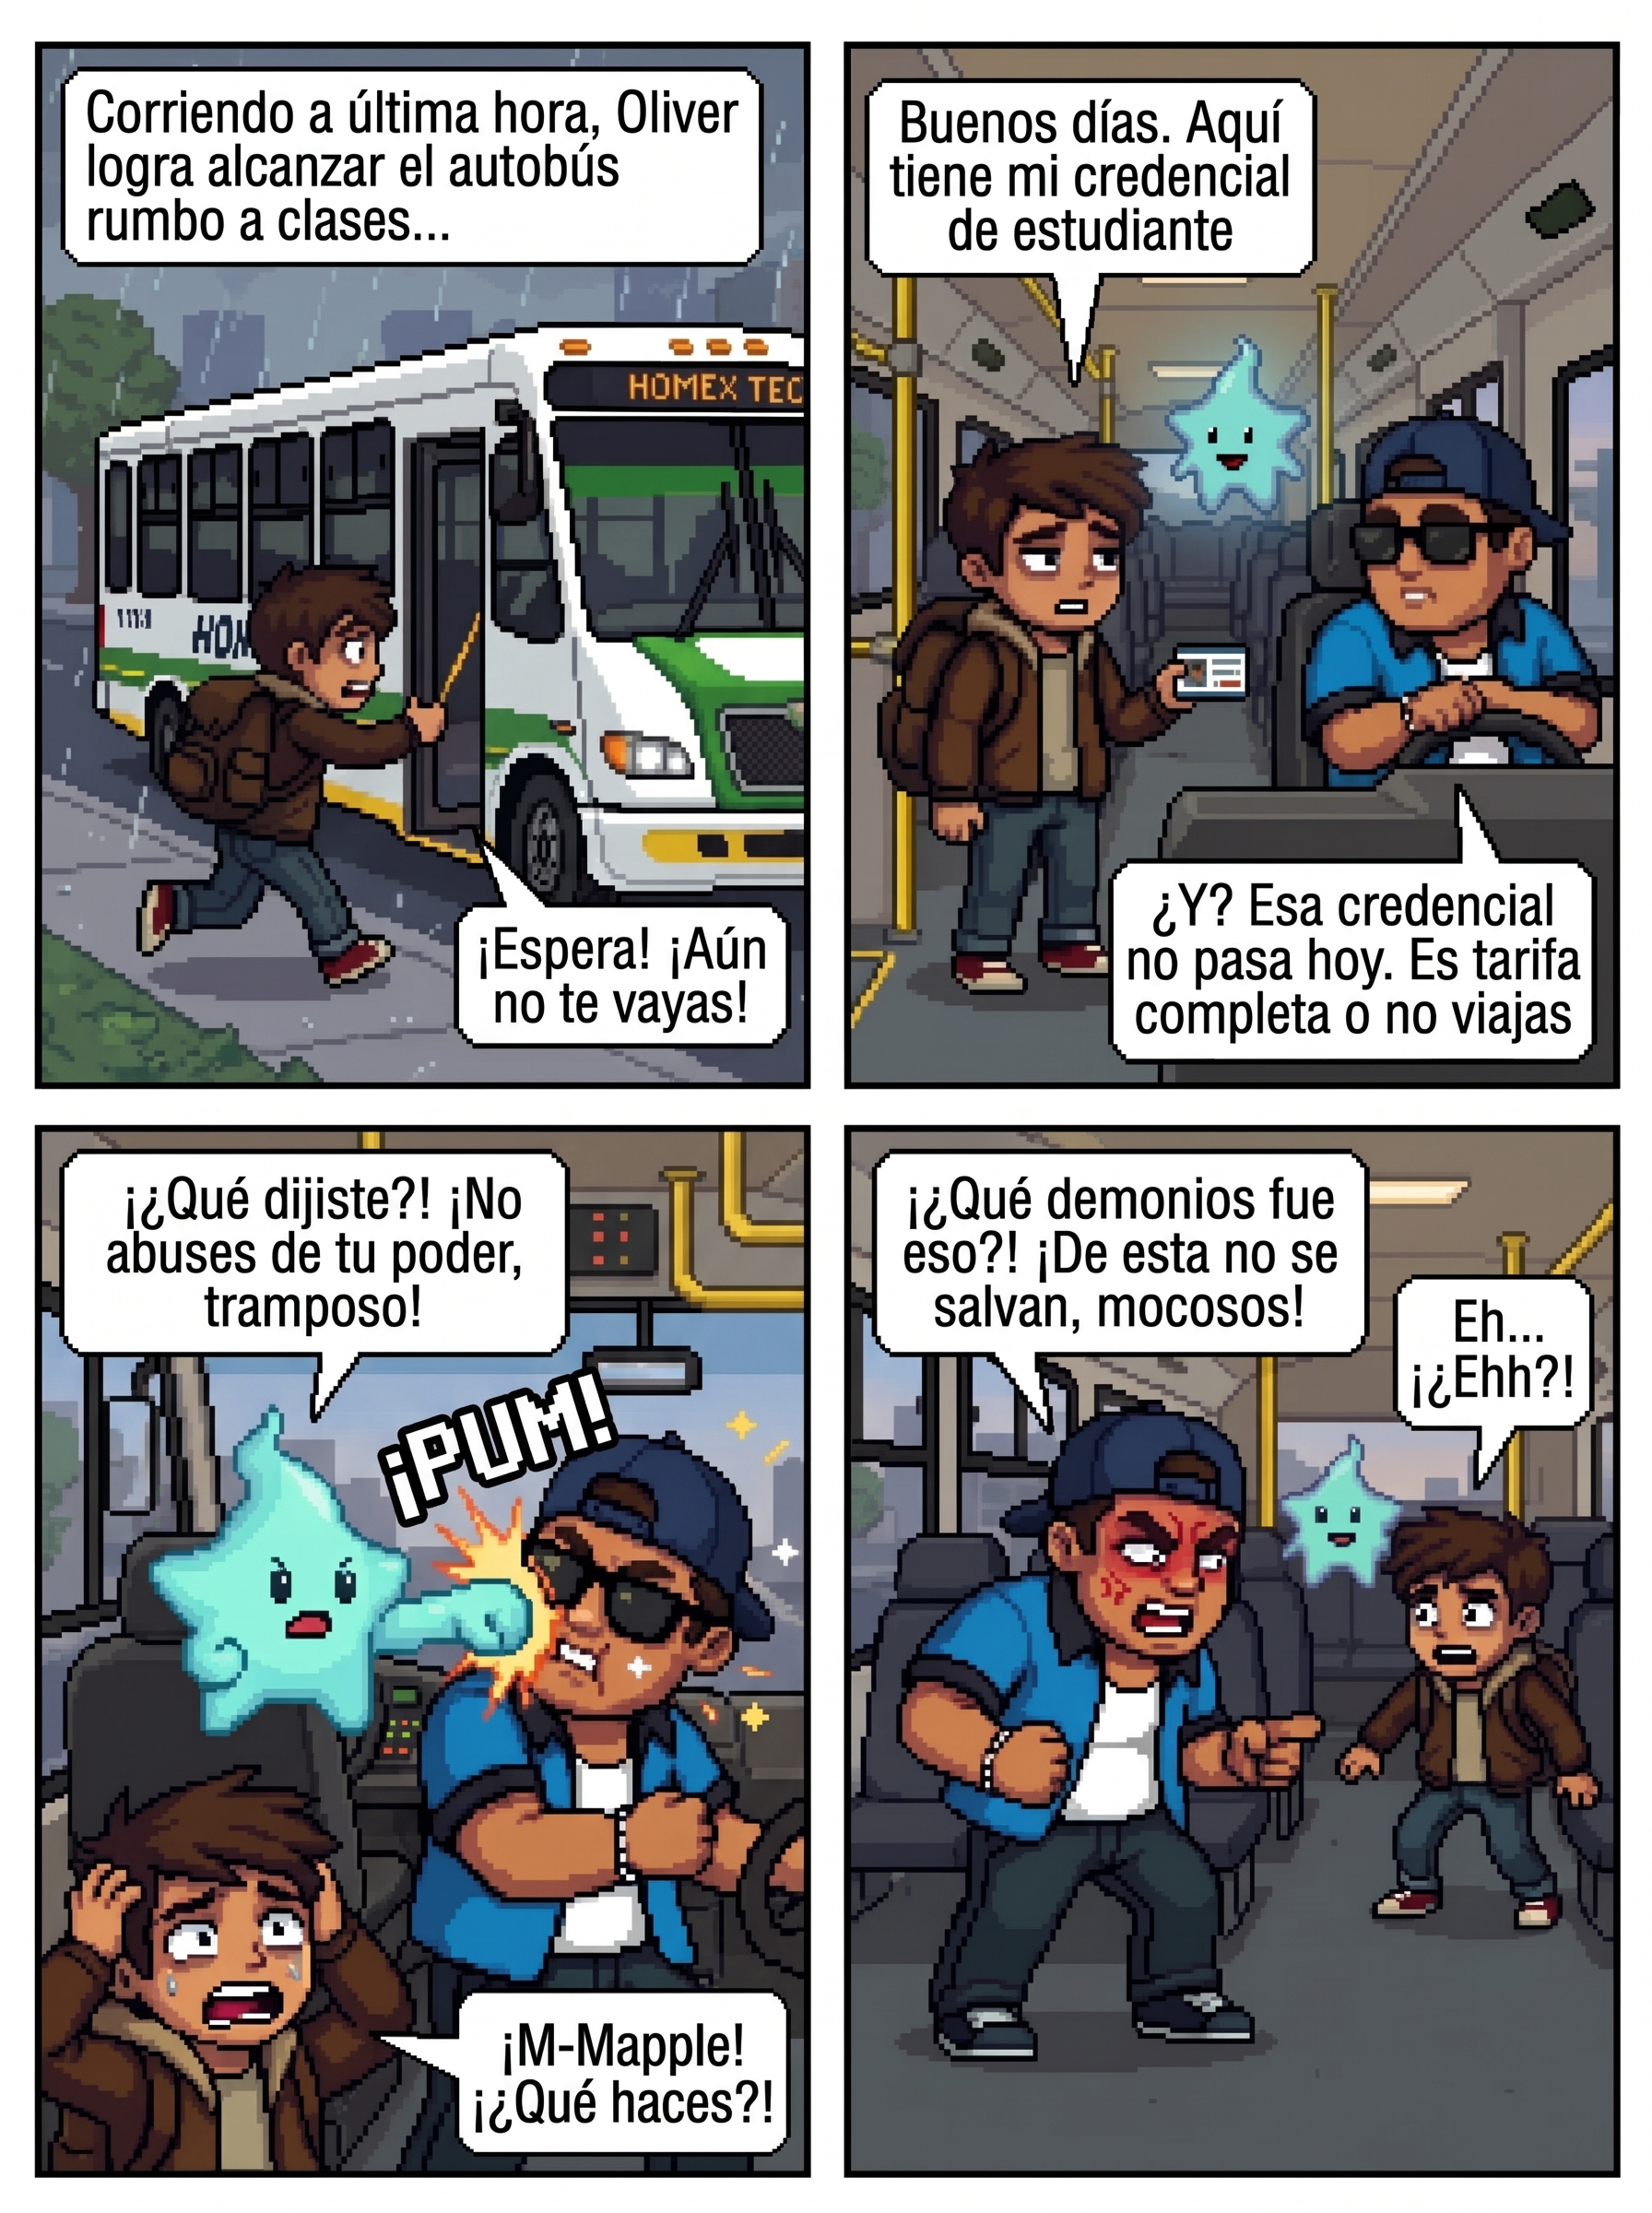 Corriendo a última hora, Oliver
logra alcanzar el autobús
rumbo a clases...
HOMEX TEC
HOM
¡Espera! ¡Aún
no te vayas!
Buenos días. Aquí
tiene mi credencial
de estudiante
¿Y? Esa credencial
no pasa hoy. Es tarifa
completa o no viajas
¡¿Qué dijiste?! ¡No
abuses de tu poder,
tramposo!
¡PUM!
¡M-Mapple!
¡¿Qué haces?!
¡¿Qué demonios fue
eso?! ¡De esta no se
salvan, mocosos!
Eh...
¡¿Ehh?!